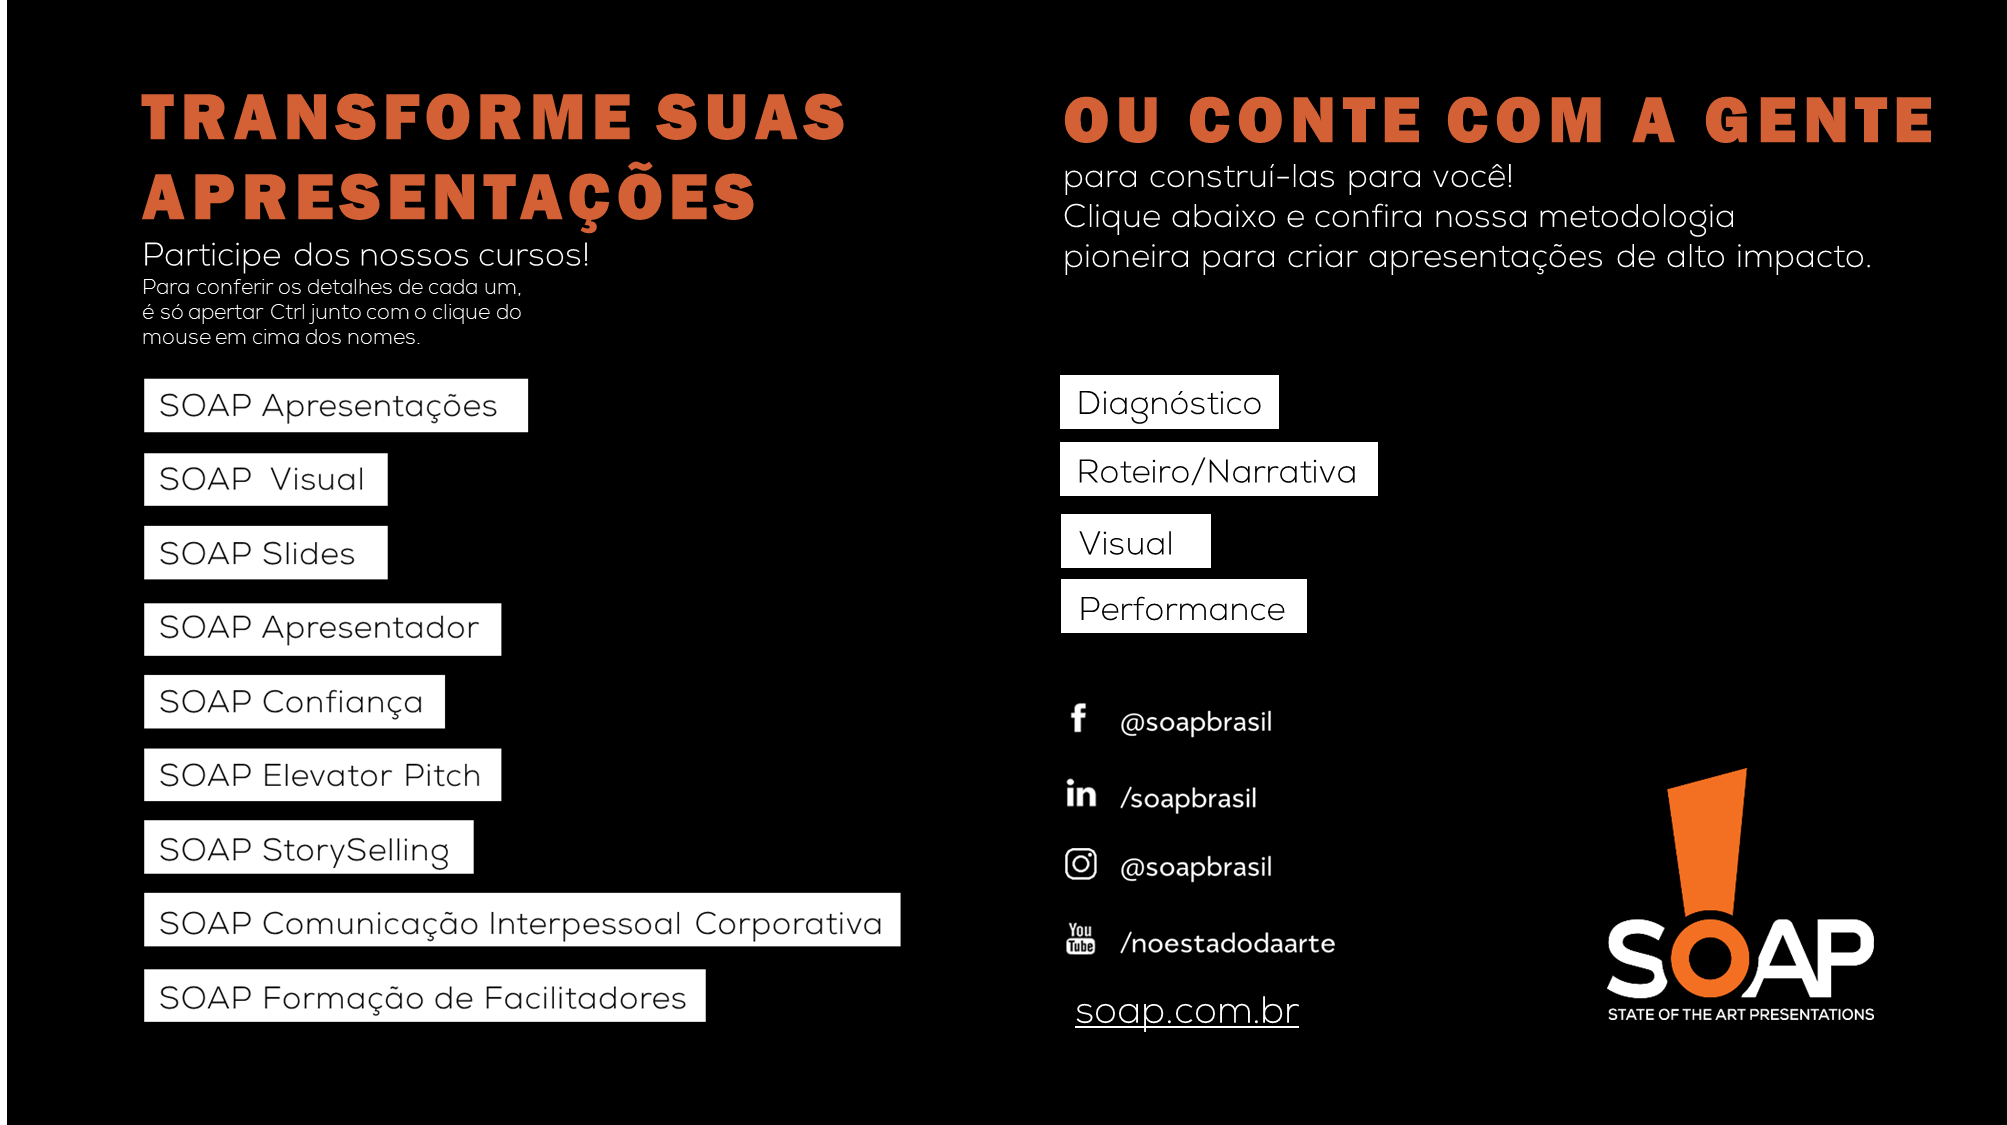 TRANSFORME SUAS
APRESENTAÇÕES
Participe dos nossos cursos!
Para conferir os detalhes de cada um,
é só apertar Ctrl junto com o clique do
mouse em cima dos nomes.
SOAP Apresentações
SOAP Visual
SOAP Slides
SOAP Apresentador
SOAP Confiança
SOAP Elevator Pitch
SOAP StorySelling
SOAP Comunicação Interpessoal Corporativa
SOAP Formação de Facilitadores
OU CONTE COM A GENTE
para construí-las para você!
Clique abaixo e confira nossa metodologia
pioneira para criar apresentações de alto impacto.
Diagnóstico
Roteiro/Narrativa
Visual
Performance
f @soapbrasil
in /soapbrasil
@soapbrasil
You
Tube /noestadodaarte
soap.com.br
SOAP
STATE OF THE ART PRESENTATIONS